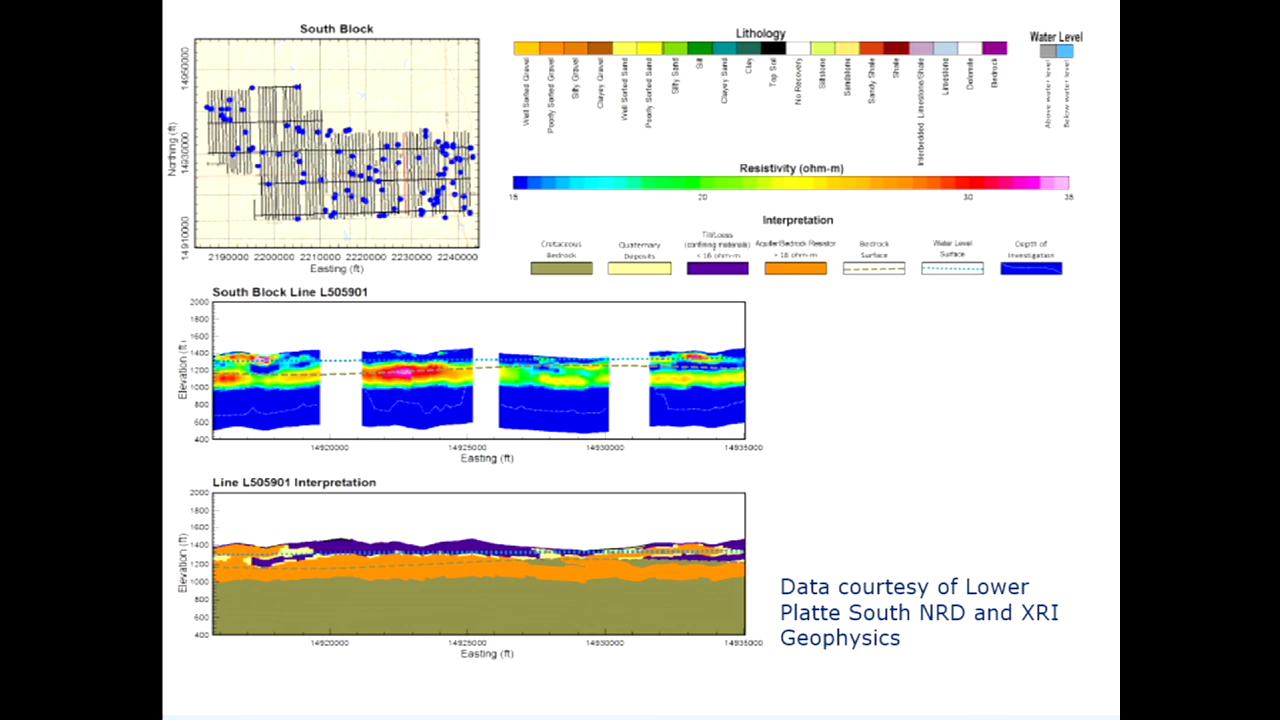 South Block
14950000
14930000
14910000
Northing (ft)
2190000 2200000 2210000 2220000 2230000 2240000
Easting (ft)
Lithology
Well Sorted Gravel
Poorly Sorted Gravel
Silty Gravel
Clayey Gravel
Well Sorted Sand
Poorly Sorted Sand
Silty Sand
Silt
Clayey Sand
Clay
Top Soil
No Recovery
Siltstone
Sandstone
Sandy Shale
Shale
Interbedded Limestone/Shale
Limestone
Dolomite
Bedrock
Water Level
Above water level
Below water level
Resistivity (ohm-m)
15 20 30 35
Interpretation
Cretaceous
Bedrock
Quaternary
Deposits
Till/Loess
(confining materials)
Aquifer/Bedrock Resistor
Bedrock
Surface
Water Level
Surface
Depth of
Investigation
South Block Line L505901
2000
1800
1600
1400
1200
1000
800
600
400
Elevation (ft)
14920000 14925000 14930000 14935000
Easting (ft)
Line L505901 Interpretation
2000
1800
1600
1400
1200
1000
800
600
400
Elevation (ft)
14920000 14925000 14930000 14935000
Easting (ft)
Data courtesy of Lower
Platte South NRD and XRI
Geophysics